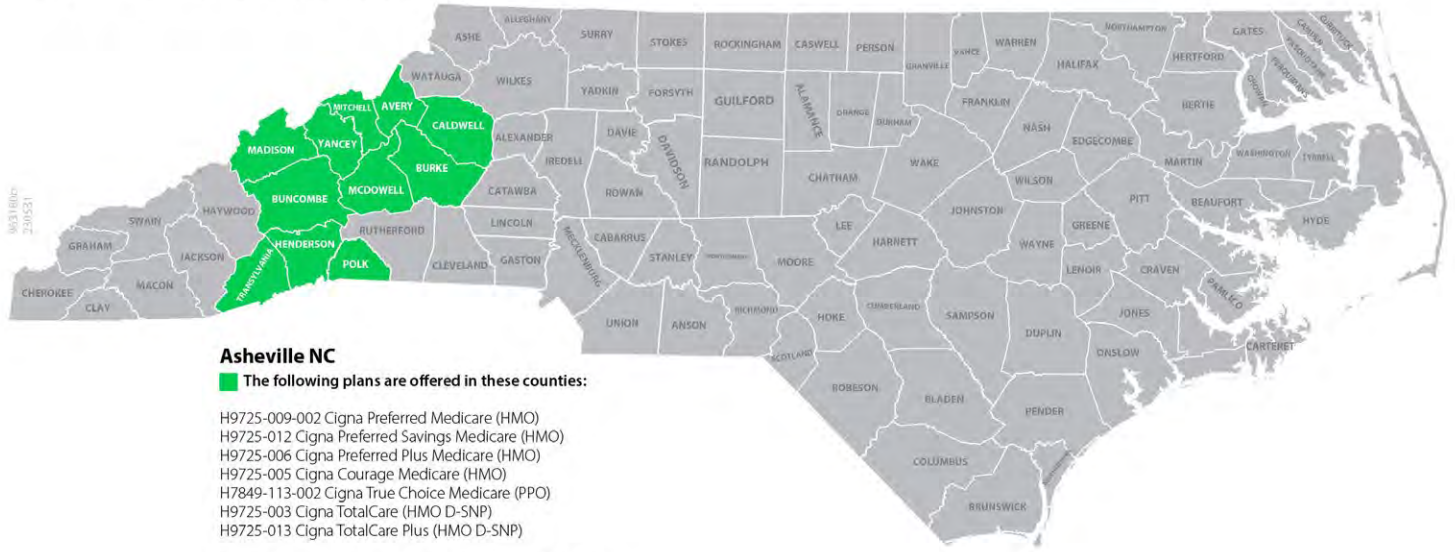 ALLEGHANY
ASHE
SURRY
STOKES
ROCKINGHAM
CASWELL
PERSON
GRANVILLE
VANCE
WARREN
NORTHAMPTON
GATES
CAMDEN
CURRITUCK
PASQUOTANK
PERQUIMANS
CHOWAN
HERTFORD
HALIFAX
WATAUGA
WILKES
YADKIN
FORSYTH
GUILFORD
ALAMANCE
ORANGE
DURHAM
FRANKLIN
NASH
EDGECOMBE
BERTIE
MARTIN
WASHINGTON
TYRRELL
MITCHELL
AVERY
CALDWELL
ALEXANDER
MADISON
YANCEY
BURKE
IREDELL
DAVIE
DAVIDSON
RANDOLPH
CHATHAM
WAKE
WILSON
PITT
BEAUFORT
HYDE
BUNCOMBE
MCDOWELL
CATAWBA
ROWAN
HAYWOOD
SWAIN
GRAHAM
JACKSON
HENDERSON
RUTHERFORD
LINCOLN
CLEVELAND
GASTON
MECKLENBURG
CABARRUS
STANLEY
MONTGOMERY
MOORE
LEE
HARNETT
JOHNSTON
WAYNE
GREENE
LENOIR
CRAVEN
PAMLICO
CHEROKEE
CLAY
MACON
TRANSYLVANIA
POLK
UNION
ANSON
RICHMOND
SCOTLAND
HOKE
CUMBERLAND
SAMPSON
DUPLIN
JONES
ONSLOW
CARTERET
ROBESON
BLADEN
PENDER
COLUMBUS
BRUNSWICK
Asheville NC
The following plans are offered in these counties:
H9725-009-002 Cigna Preferred Medicare (HMO)
H9725-012 Cigna Preferred Savings Medicare (HMO)
H9725-006 Cigna Preferred Plus Medicare (HMO)
H9725-005 Cigna Courage Medicare (HMO)
H7849-113-002 Cigna True Choice Medicare (PPO)
H9725-003 Cigna TotalCare (HMO D-SNP)
H9725-013 Cigna TotalCare Plus (HMO D-SNP)